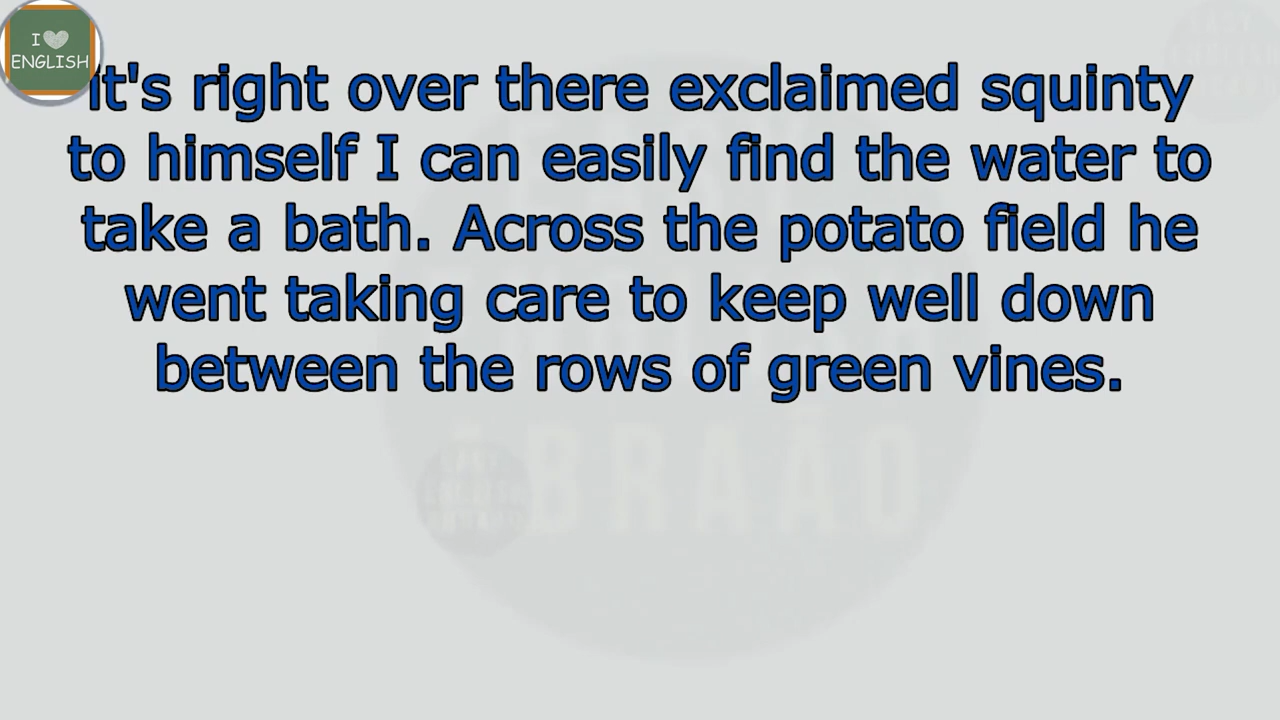 I
ENGLISH
It's right over there exclaimed squinty
to himself I can easily find the water to
take a bath. Across the potato field he
went taking care to keep well down
between the rows of green vines.
BRAÃO